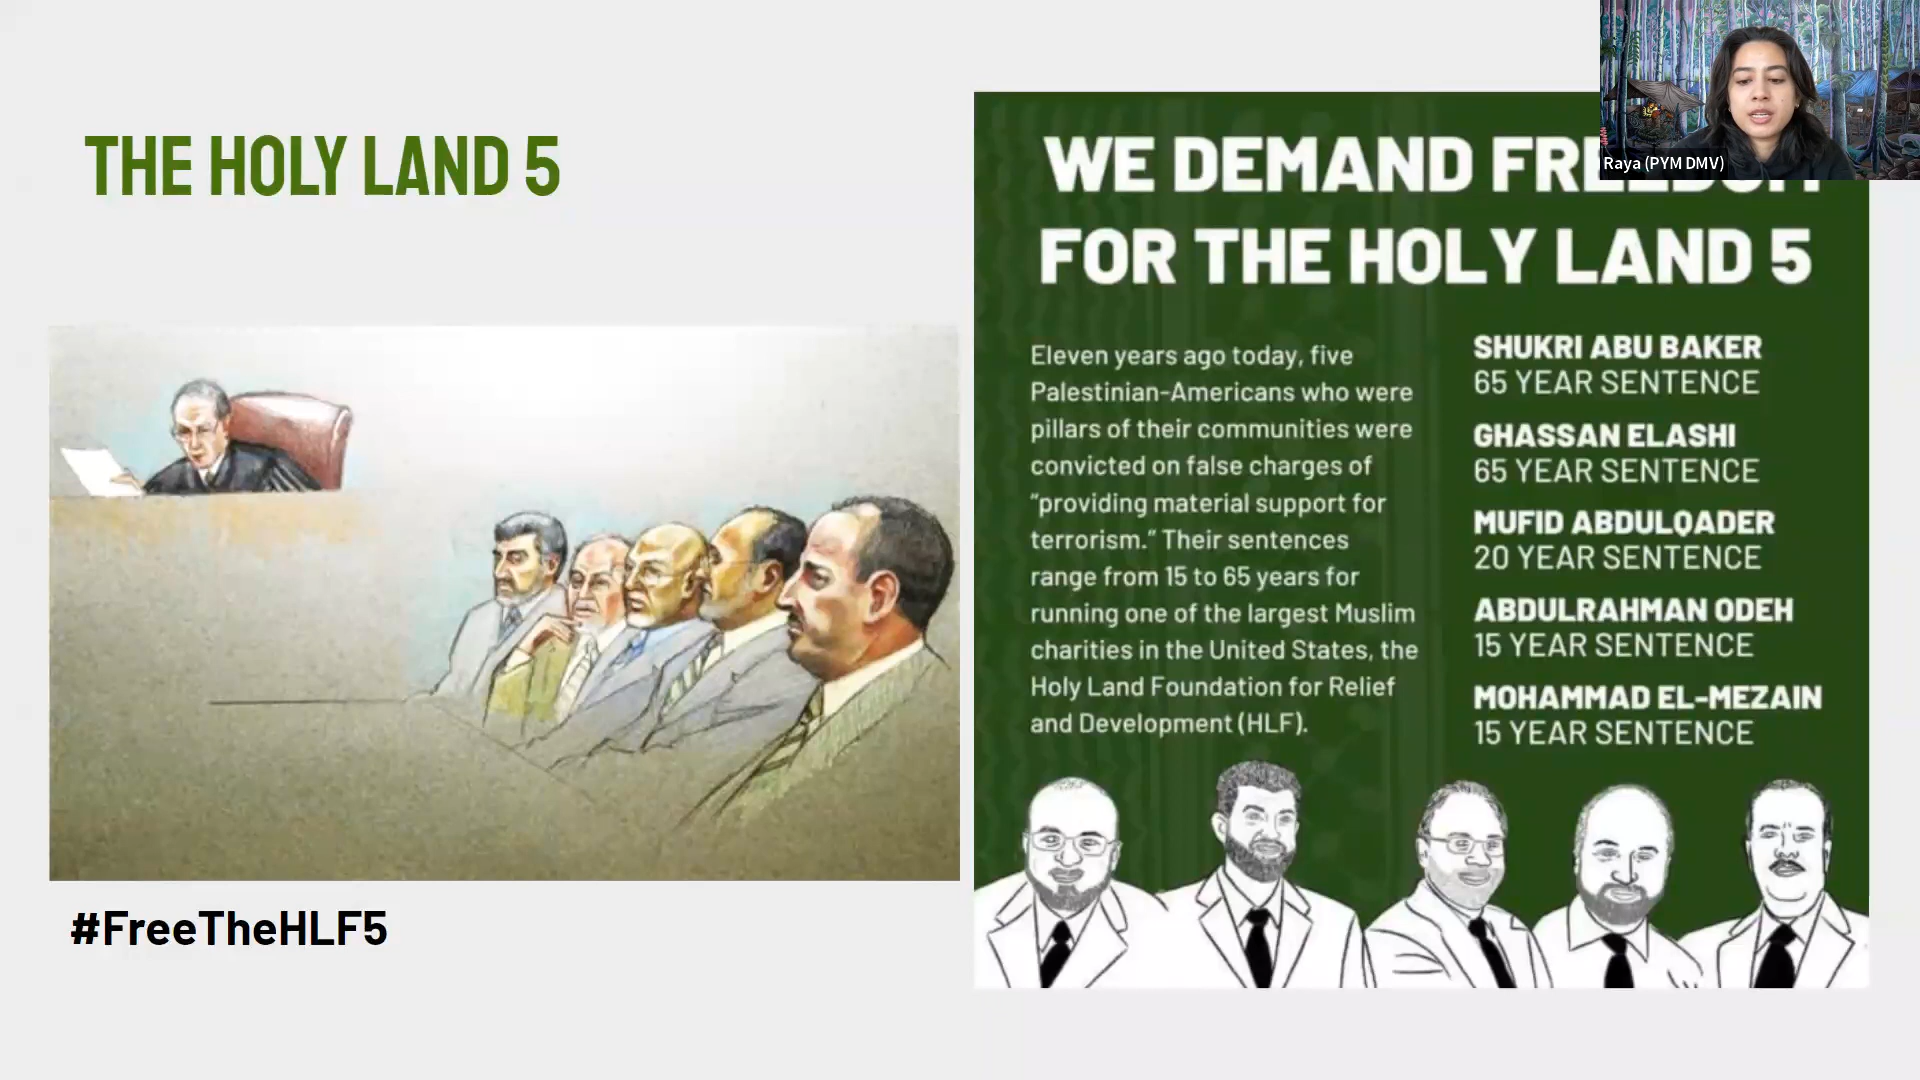 THE HOLY LAND 5
#FreeTheHLF5
WE DEMAND
FOR THE HOLY LAND 5
Eleven years ago today, five
Palestinian-Americans who were
pillars of their communities were
convicted on false charges of
“providing material support for
terrorism.” Their sentences
range from 15 to 65 years for
running one of the largest Muslim
charities in the United States, the
Holy Land Foundation for Relief
and Development (HLF).
SHUKRI ABU BAKER
65 YEAR SENTENCE
GHASSAN ELASHI
65 YEAR SENTENCE
MUFID ABDULQADER
20 YEAR SENTENCE
ABDULRAHMAN ODEH
15 YEAR SENTENCE
MOHAMMAD EL-MEZAIN
15 YEAR SENTENCE
Raya (PYM DMV)